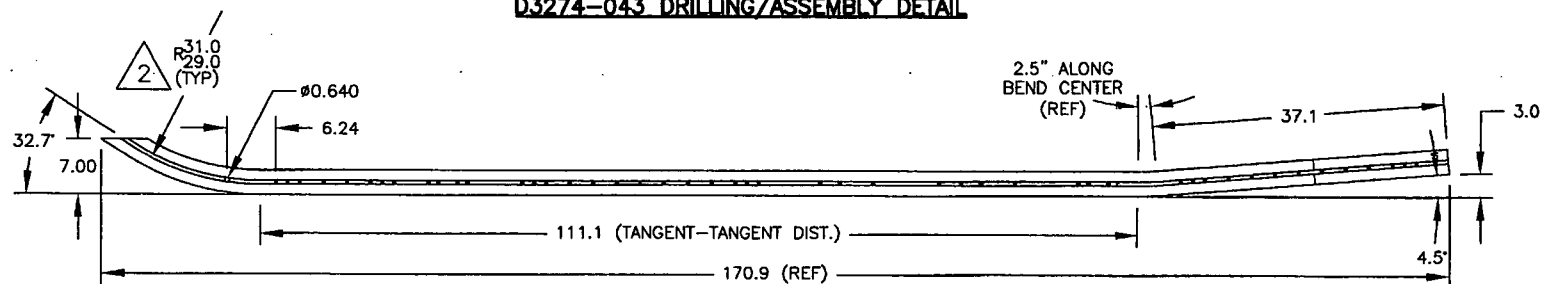 D3274-043 DRILLING/ASSEMBLY DETAIL
2
R31.0
29.0
(TYP)
Ø0.640
6.24
2.5" ALONG
BEND CENTER
(REF)
37.1
3.0
32.7°
7.00
111.1 (TANGENT-TANGENT DIST.)
4.5°
170.9 (REF)